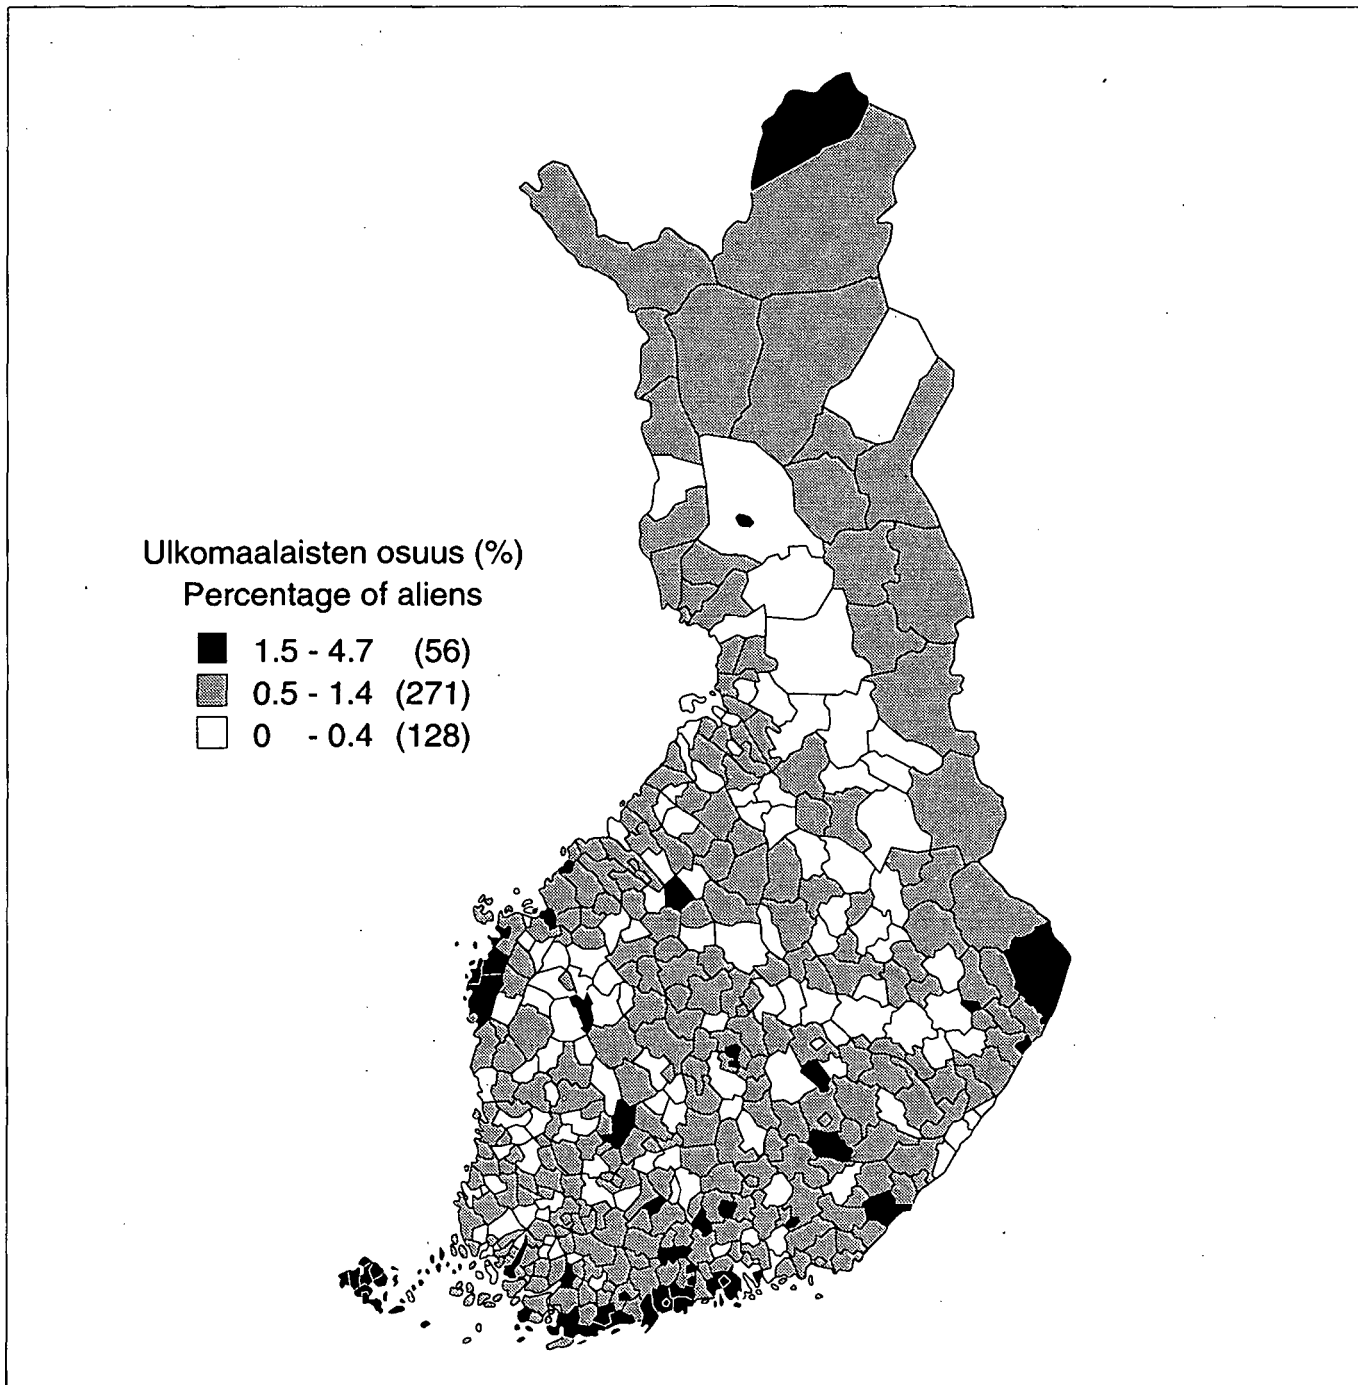 Ulkomaalaisten osuus (%)
Percentage of aliens
1.5 - 4.7 (56)
0.5 - 1.4 (271)
0 - 0.4 (128)